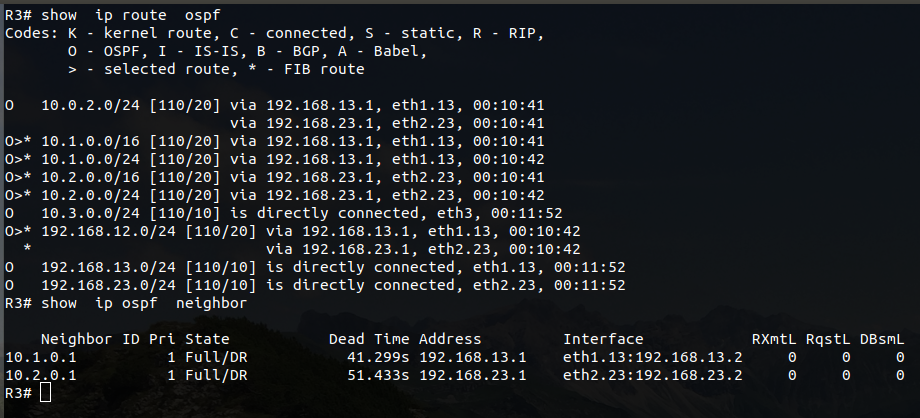 R3# show  ip route  ospf
Codes: K - kernel route, C - connected, S - static, R - RIP,
       O - OSPF, I - IS-IS, B - BGP, A - Babel,
       > - selected route, * - FIB route

O   10.0.2.0/24 [110/20] via 192.168.13.1, eth1.13, 00:10:41
                         via 192.168.23.1, eth2.23, 00:10:41
O>* 10.1.0.0/16 [110/20] via 192.168.13.1, eth1.13, 00:10:41
O>* 10.1.0.0/24 [110/20] via 192.168.13.1, eth1.13, 00:10:42
O>* 10.2.0.0/16 [110/20] via 192.168.23.1, eth2.23, 00:10:41
O>* 10.2.0.0/24 [110/20] via 192.168.23.1, eth2.23, 00:10:42
O   10.3.0.0/24 [110/10] is directly connected, eth3, 00:11:52
O>* 192.168.12.0/24 [110/20] via 192.168.13.1, eth1.13, 00:10:42
  *                          via 192.168.23.1, eth2.23, 00:10:42
O   192.168.13.0/24 [110/10] is directly connected, eth1.13, 00:11:52
O   192.168.23.0/24 [110/10] is directly connected, eth2.23, 00:11:52
R3# show  ip ospf  neighbor

    Neighbor ID Pri State           Dead Time Address         Interface            RXmtL RqstL DBsmL
10.1.0.1          1 Full/DR           41.299s 192.168.13.1    eth1.13:192.168.13.2     0     0     0
10.2.0.1          1 Full/DR           51.433s 192.168.23.1    eth2.23:192.168.23.2     0     0     0
R3#